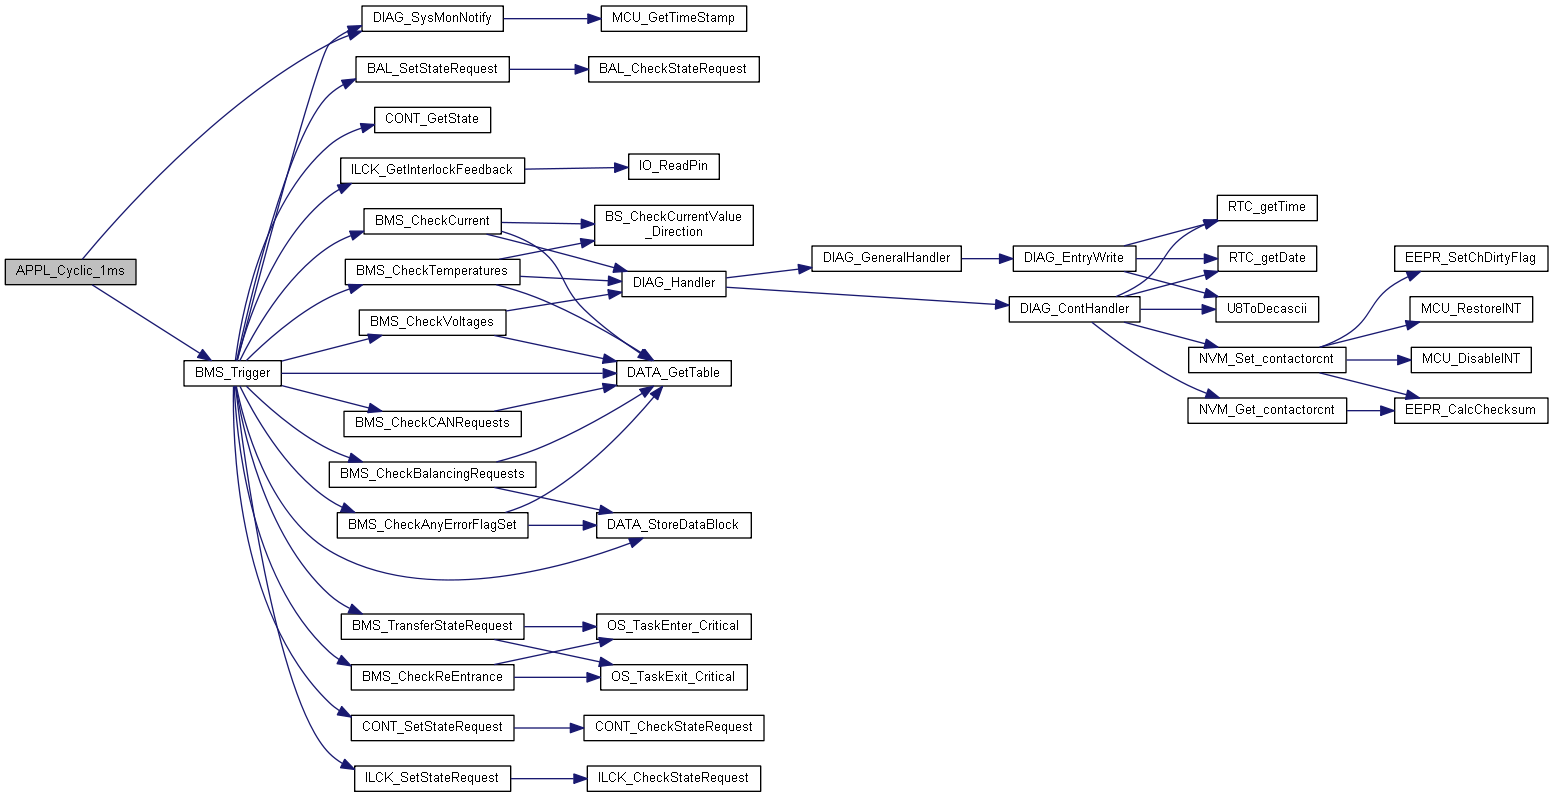 DIAG_SysMonNotify
MCU_GetTimeStamp
BAL_SetStateRequest
BAL_CheckStateRequest
CONT_GetState
ILCK_GetInterlockFeedback
IO_ReadPin
BMS_CheckCurrent
BS_CheckCurrentValue
_Direction
RTC_getTime
APPL_Cyclic_1ms
BMS_CheckTemperatures
DIAG_Handler
DIAG_GeneralHandler
DIAG_EntryWrite
RTC_getDate
EEPR_SetChDirtyFlag
BMS_CheckVoltages
DIAG_ContHandler
U8ToDecascii
MCU_RestoreINT
BMS_Trigger
DATA_GetTable
NVM_Set_contactorcnt
MCU_DisableINT
BMS_CheckCANRequests
NVM_Get_contactorcnt
EEPR_CalcChecksum
BMS_CheckBalancingRequests
BMS_CheckAnyErrorFlagSet
DATA_StoreDataBlock
BMS_TransferStateRequest
OS_TaskEnter_Critical
BMS_CheckReEntrance
OS_TaskExit_Critical
CONT_SetStateRequest
CONT_CheckStateRequest
ILCK_SetStateRequest
ILCK_CheckStateRequest